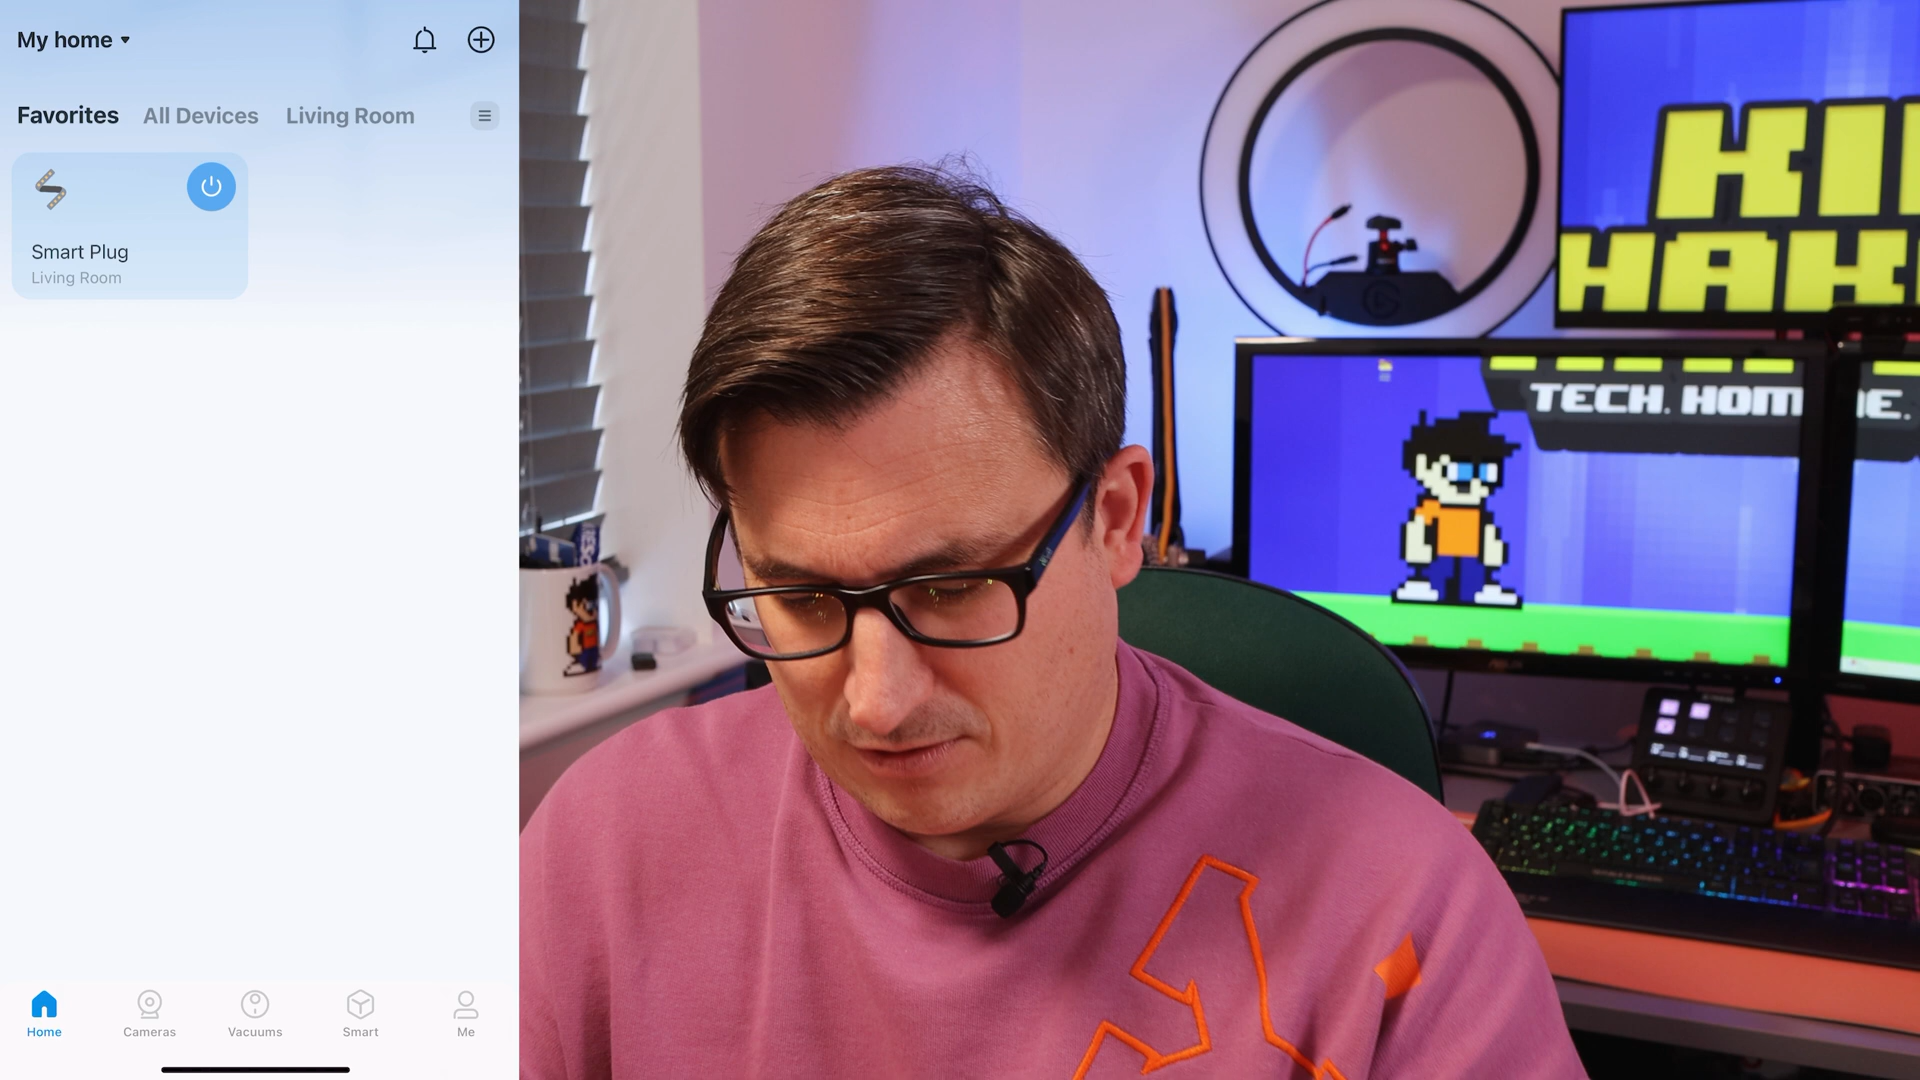 My home
Favorites All Devices Living Room
Smart Plug
Living Room
Home Cameras Vacuums Smart Me
TECH. HOM
E.